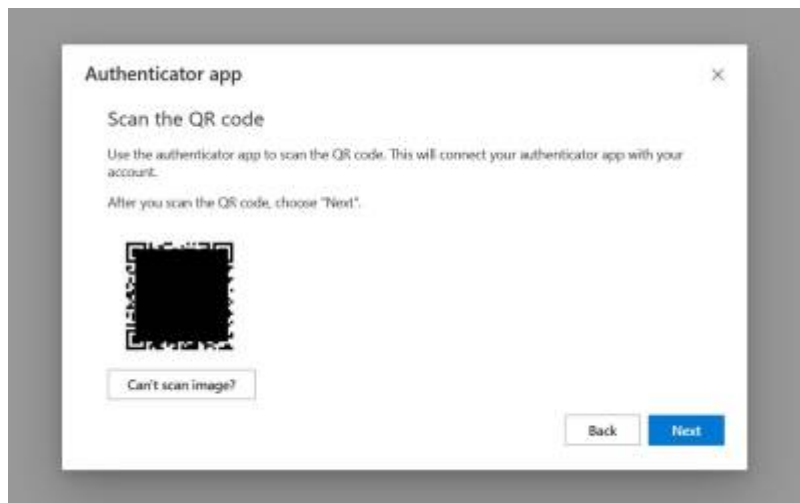 Authenticator app
Scan the QR code
Use the authenticator app to scan the QR code. This will connect your authenticator app with your
account.
After you scan the QR code, choose "Next".
Can't scan image?
Back Next